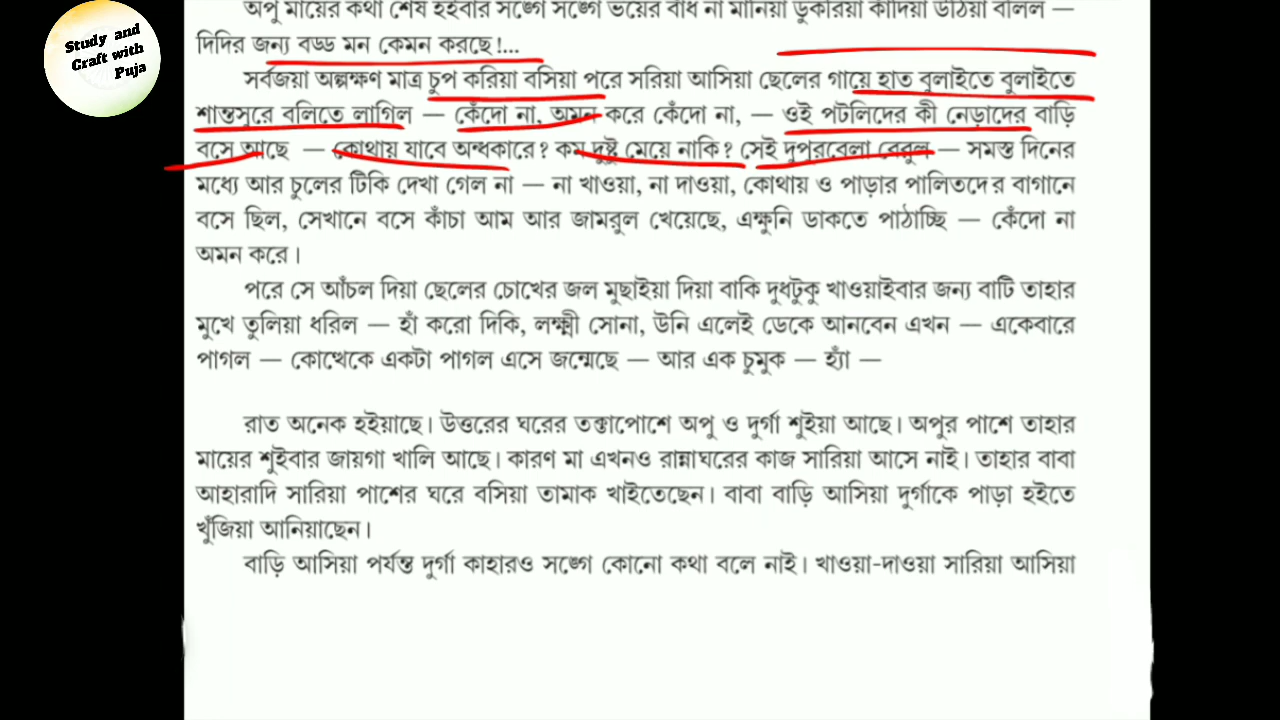 Study and
Craft with
Puja
অপু মায়ের কথা শেষ হইবার সঙ্গে সঙ্গে ভয়ের বাঁধ না মানিয়া ডুকরিয়া কাঁদিয়া উঠিয়া বলিল —
দিদির জন্য বড্ড মন কেমন করছে!...
সর্বজয়া অল্পক্ষণ মাত্র চুপ করিয়া বসিয়া পরে সরিয়া আসিয়া ছেলের গায়ে হাত বুলাইতে বুলাইতে
শান্তসুরে বলিতে লাগিল — কেঁদো না, অমন করে কেঁদো না, — ওই পটলিদের কী নেড়াদের বাড়ি
বসে আছে — কোথায় যাবে অন্ধকারে? কম দুষ্টু মেয়ে নাকি? সেই দুপুরবেলা বেরুল — সমস্ত দিনের
মধ্যে আর চুলের টিকি দেখা গেল না — না খাওয়া, না দাওয়া, কোথায় ও পাড়ার পালিতদের বাগানে
বসে ছিল, সেখানে বসে কাঁচা আম আর জামরুল খেয়েছে, এক্ষুনি ডাকতে পাঠাচ্ছি — কেঁদো না
অমন করে।
পরে সে আঁচল দিয়া ছেলের চোখের জল মুছাইয়া দিয়া বাকি দুধটুকু খাওয়াইবার জন্য বাটি তাহার
মুখে তুলিয়া ধরিল — হাঁ করো দিকি, লক্ষ্মী সোনা, উনি এলেই ডেকে আনবেন এখন — একেবারে
পাগল — কোত্থেকে একটা পাগল এসে জন্মেছে — আর এক চুমুক — হ্যাঁ —
রাত অনেক হইয়াছে। উত্তরের ঘরের তক্তাপোশে অপু ও দুর্গা শুইয়া আছে। অপুর পাশে তাহার
মায়ের শুইবার জায়গা খালি আছে। কারণ মা এখনও রান্নাঘরের কাজ সারিয়া আসে নাই। তাহার বাবা
আহারাদি সারিয়া পাশের ঘরে বসিয়া তামাক খাইতেছেন। বাবা বাড়ি আসিয়া দুর্গাকে পাড়া হইতে
খুঁজিয়া আনিয়াছেন।
বাড়ি আসিয়া পর্যন্ত দুর্গা কাহারও সঙ্গে কোনো কথা বলে নাই। খাওয়া-দাওয়া সারিয়া আসিয়া